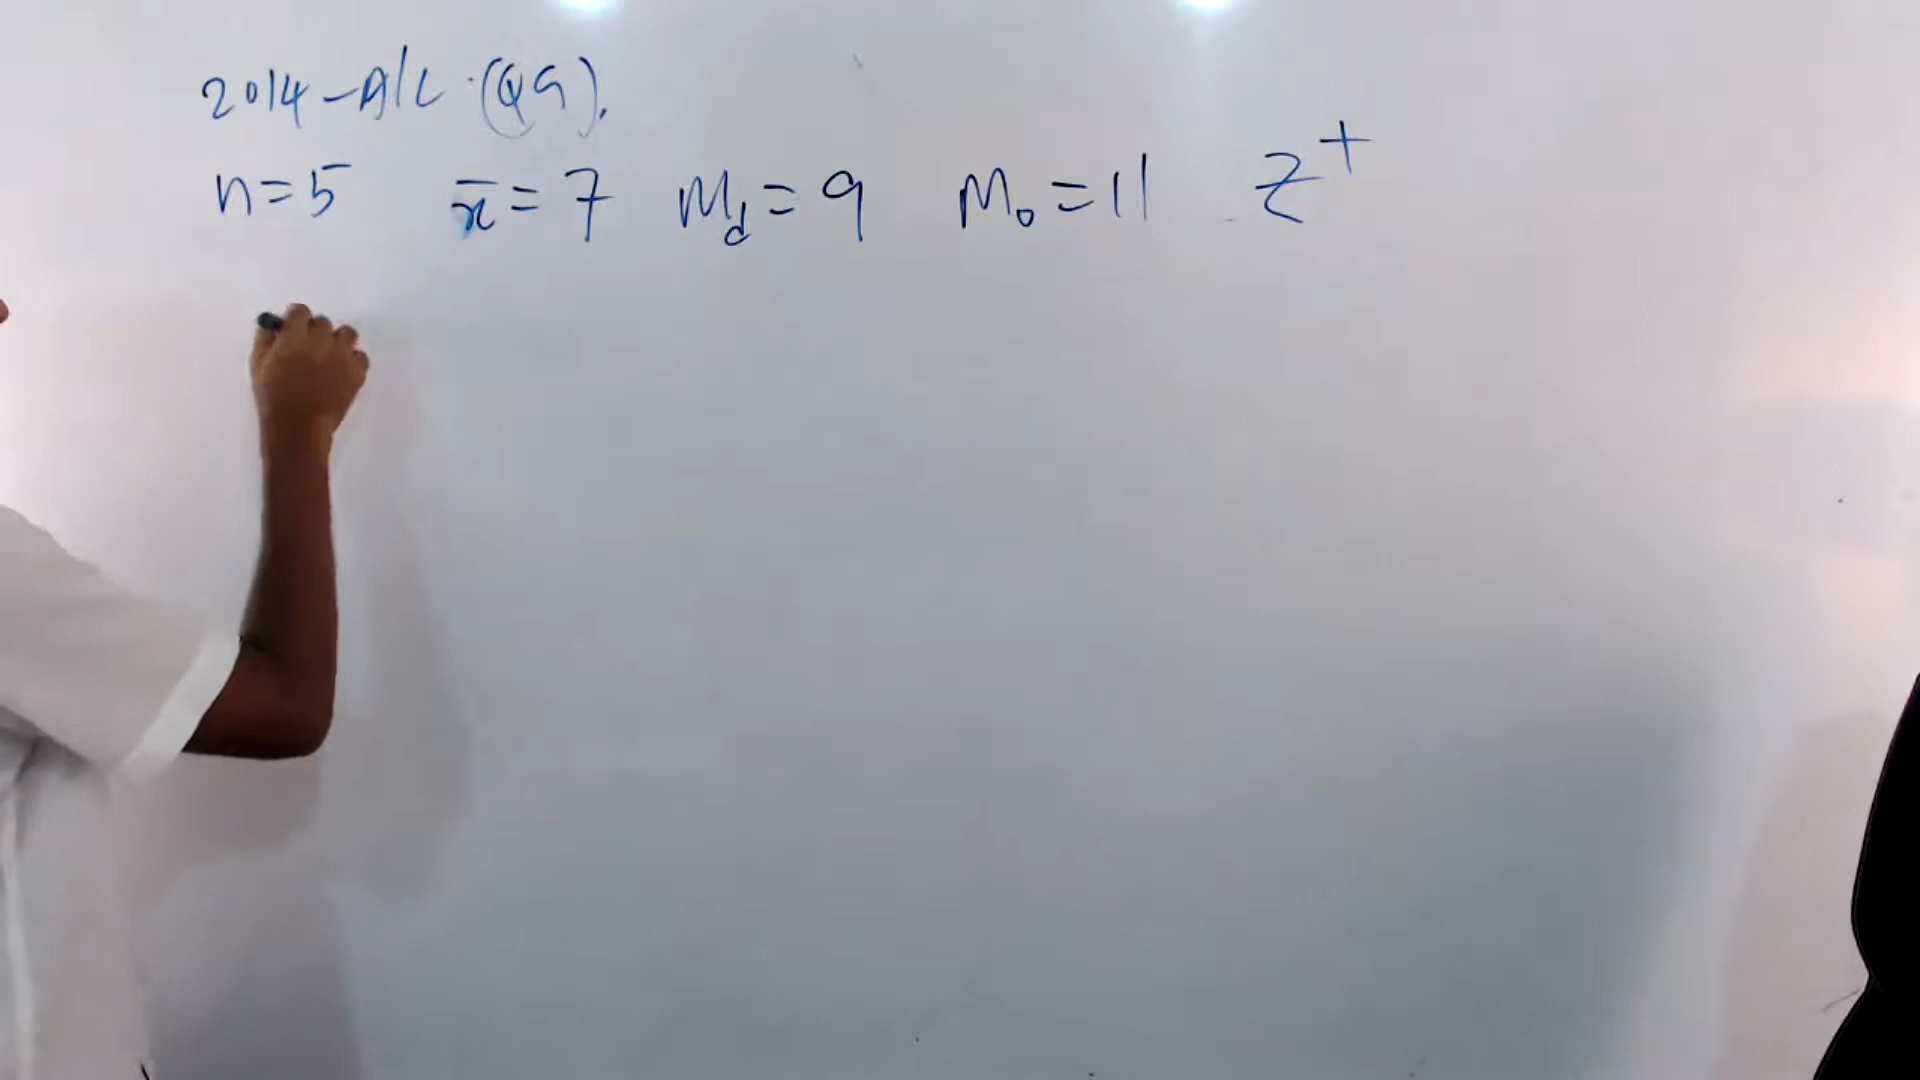 2014 - A/L (Q9).
n = 5 x̄ = 7 Md = 9 Mo = 11 Z⁺